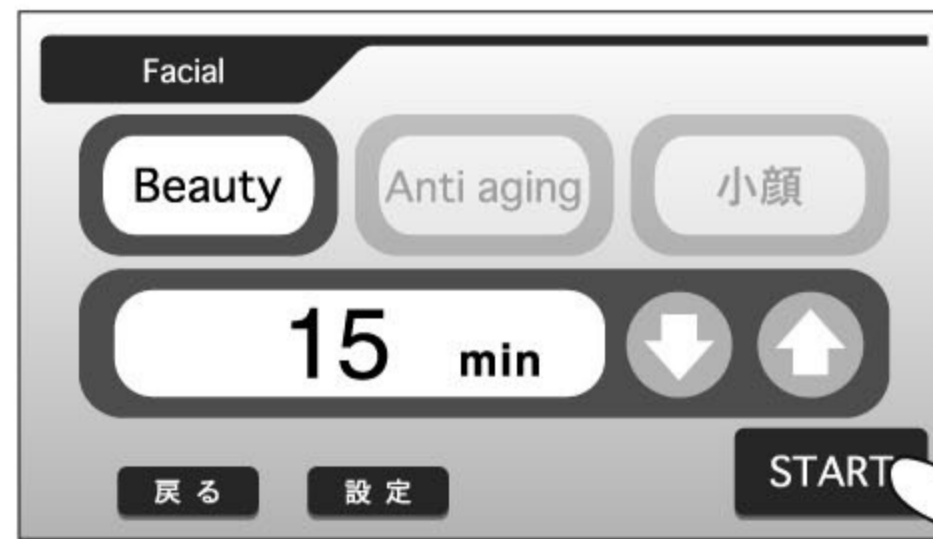 Facial
Beauty Anti aging 小顔
15 min
戻る 設定 START